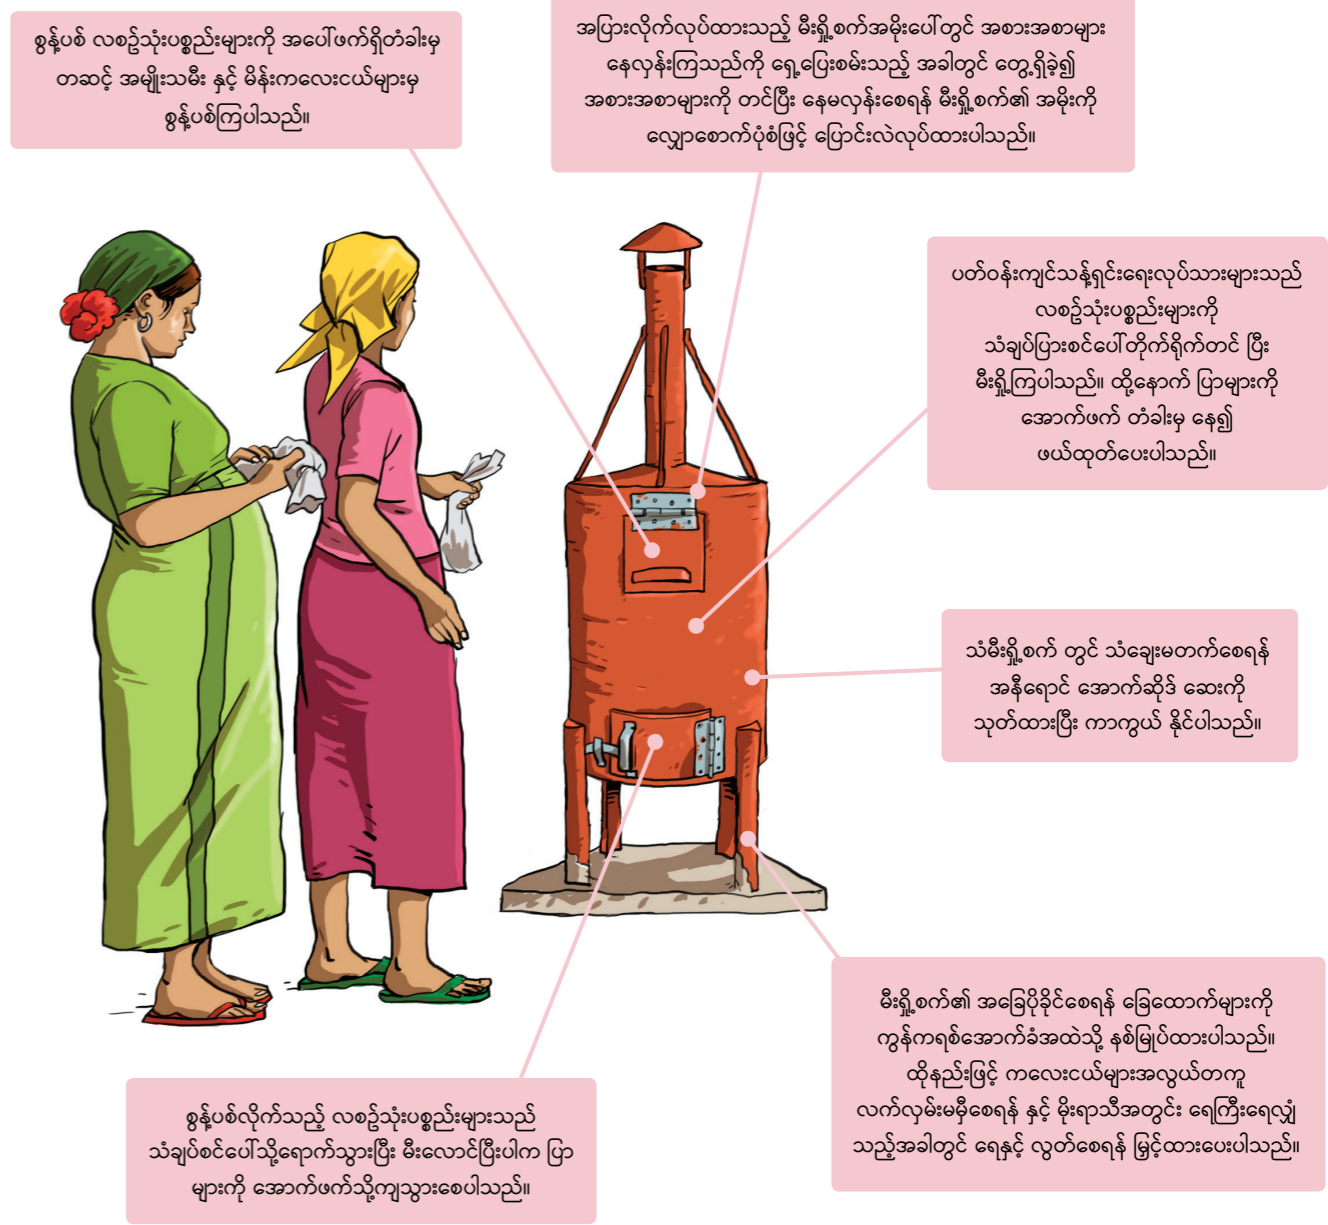 စွန့်ပစ် လစဥ်သုံးပစ္စည်းများကို အပေါ်ဖက်ရှိတံခါးမှ
တဆင့် အမျိုးသမီး နှင့် မိန်းကလေးငယ်များမှ
စွန့်ပစ်ကြပါသည်။
အပြားလိုက်လုပ်ထားသည့် မီးရှို့စက်အမိုးပေါ်တွင် အစားအစာများ
နေလှန်းကြသည်ကို ရှေ့ပြေးစမ်းသည့် အခါတွင် တွေ့ရှိခဲ့၍
အစားအစာများကို တင်ပြီး နေမလှန်းစေရန် မီးရှို့စက်၏ အမိုးကို
လျှောစောက်ပုံစံဖြင့် ပြောင်းလဲလုပ်ထားပါသည်။
ပတ်ဝန်းကျင်သန့်ရှင်းရေးလုပ်သားများသည်
လစဥ်သုံးပစ္စည်းများကို
သံချပ်ပြားစင်ပေါ်တိုက်ရိုက်တင် ပြီး
မီးရှို့ကြပါသည်။ ထို့နောက် ပြာများကို
အောက်ဖက် တံခါးမှ နေ၍
ဖယ်ထုတ်ပေးပါသည်။
သံမီးရှို့စက် တွင် သံချေးမတက်စေရန်
အနီရောင် အောက်ဆိုဒ် ဆေးကို
သုတ်ထားပြီး ကာကွယ် နိုင်ပါသည်။
မီးရှို့စက်၏ အခြေပိုခိုင်စေရန် ခြေထောက်များကို
ကွန်ကရစ်အောက်ခံအထဲသို့ နစ်မြှုပ်ထားပါသည်။
ထိုနည်းဖြင့် ကလေးငယ်များအလွယ်တကူ
လက်လှမ်းမမှီစေရန် နှင့် မိုးရာသီအတွင်း ရေကြီးရေလျှံ
သည့်အခါတွင် ရေနှင့် လွတ်စေရန် မြှင့်ထားပေးပါသည်။
စွန့်ပစ်လိုက်သည့် လစဥ်သုံးပစ္စည်းများသည်
သံချပ်စင်ပေါ်သို့ရောက်သွားပြီး မီးလောင်ပြီးပါက ပြာ
များကို အောက်ဖက်သို့ကျသွားစေပါသည်။